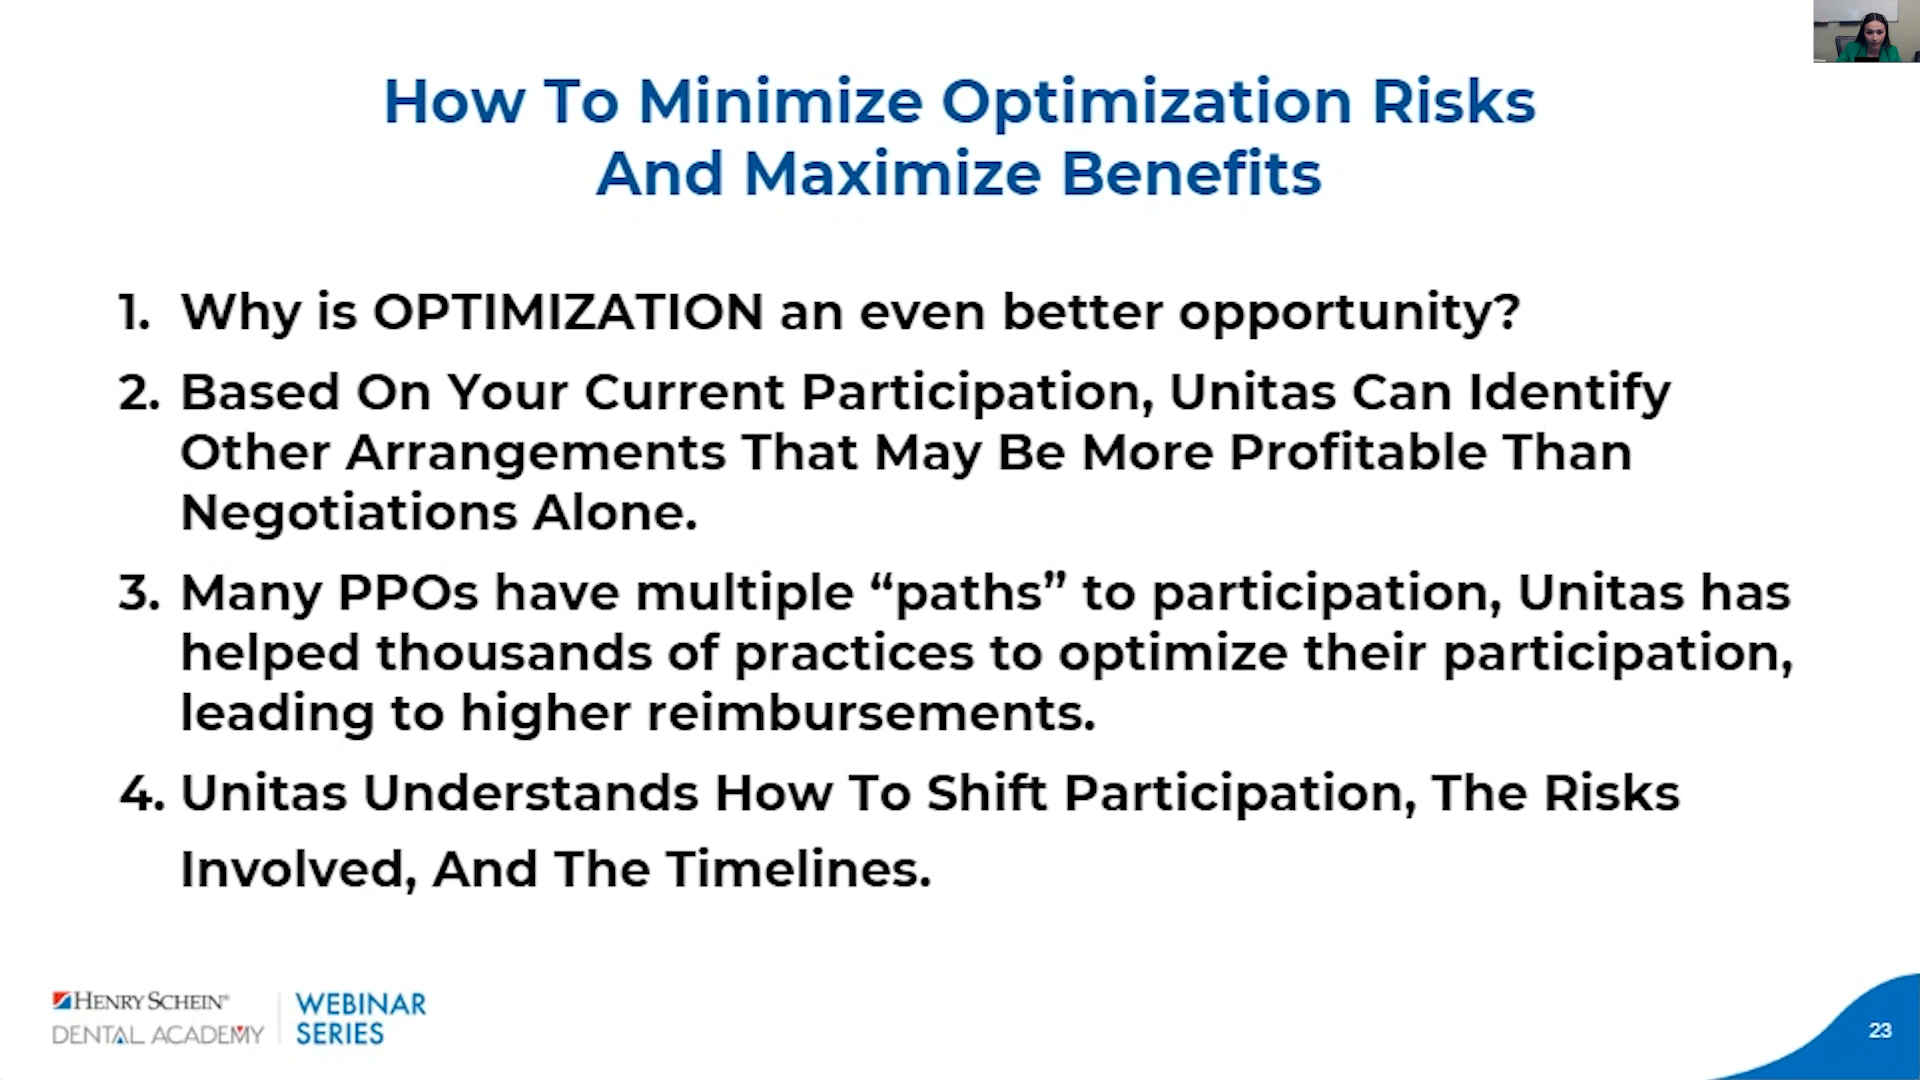 How To Minimize Optimization Risks
And Maximize Benefits
1. Why is OPTIMIZATION an even better opportunity?
2. Based On Your Current Participation, Unitas Can Identify
Other Arrangements That May Be More Profitable Than
Negotiations Alone.
3. Many PPOs have multiple “paths” to participation, Unitas has
helped thousands of practices to optimize their participation,
leading to higher reimbursements.
4. Unitas Understands How To Shift Participation, The Risks
Involved, And The Timelines.
HENRY SCHEIN®
DENTAL ACADEMY
WEBINAR
SERIES
23